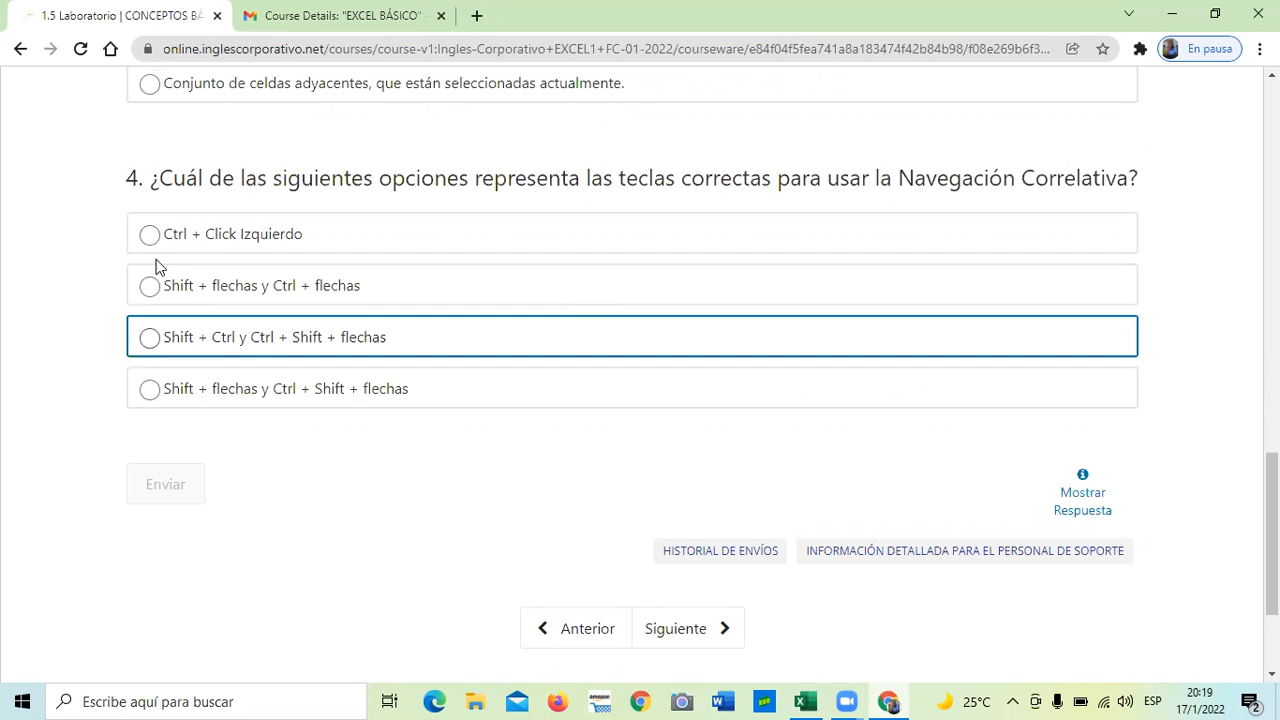 1.5 Laboratorio | CONCEPTOS BÁ
Course Details: "EXCEL BÁSICO" -
online.inglescorporativo.net/courses/course-v1:Ingles-Corporativo+EXCEL1+FC-01-2022/courseware/c84f04f5fea741a8a183474f42b84b98/f08e269b6f3...
En pausa
Conjunto de celdas adyacentes, que están seleccionadas actualmente.
4. ¿Cuál de las siguientes opciones representa las teclas correctas para usar la Navegación Correlativa?
Ctrl + Click Izquierdo
Shift + flechas y Ctrl + flechas
Shift + Ctrl y Ctrl + Shift + flechas
Shift + flechas y Ctrl + Shift + flechas
Enviar
Mostrar
Respuesta
HISTORIAL DE ENVÍOS
INFORMACIÓN DETALLADA PARA EL PERSONAL DE SOPORTE
Anterior
Siguiente
Escribe aquí para buscar
amazon
25°C
ESP
20:19
17/1/2022
2